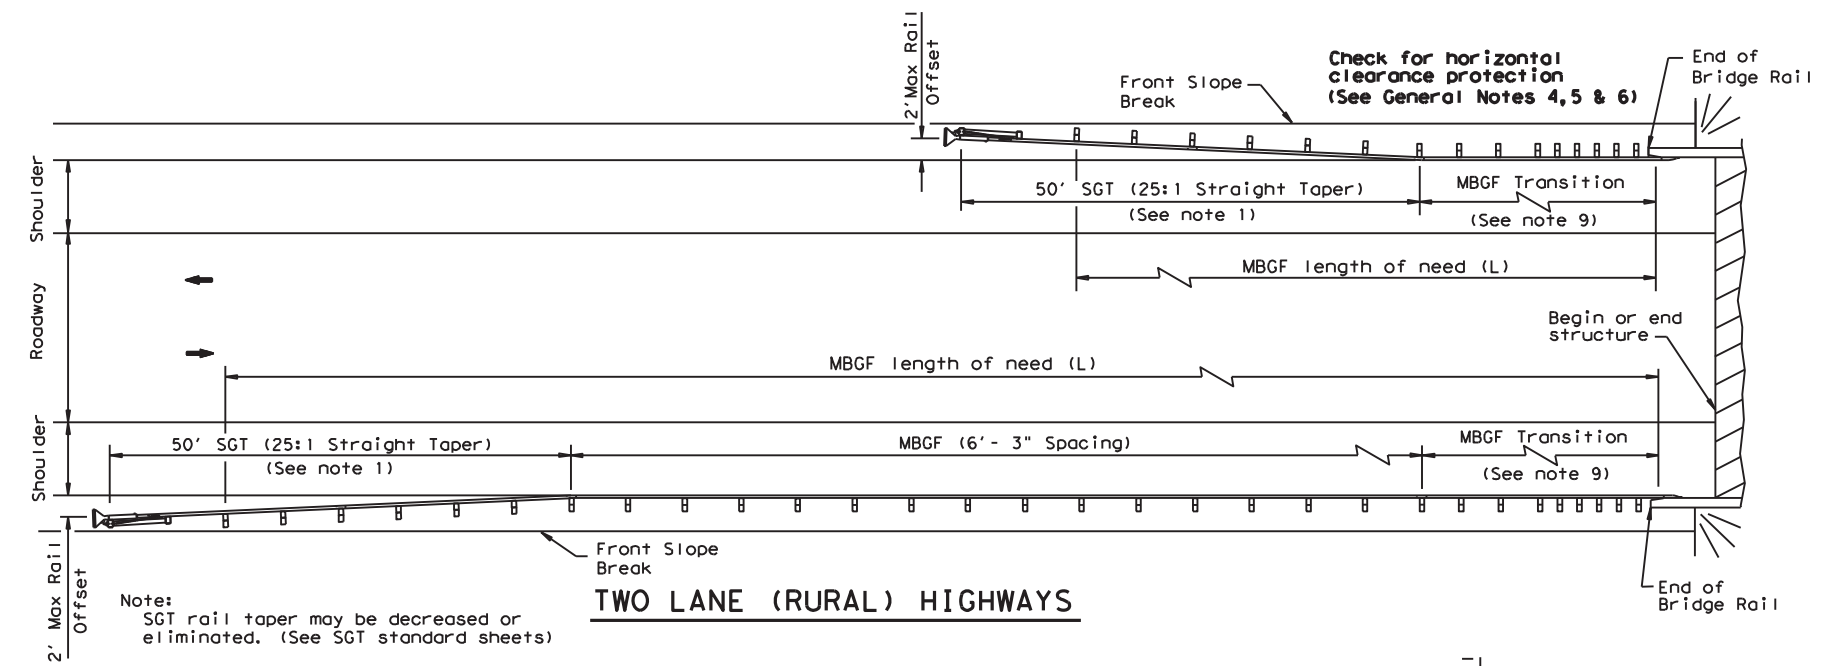 2' Max Rail
Offset
Front Slope
Break
Check for horizontal
clearance protection
(See General Notes 4,5 & 6)
End of
Bridge Rail
Shoulder
50' SGT (25:1 Straight Taper)
(See note 1)
MBGF Transition
(See note 9)
MBGF length of need (L)
Roadway
Begin or end
structure
MBGF length of need (L)
Shoulder
50' SGT (25:1 Straight Taper)
(See note 1)
MBGF (6'- 3" Spacing)
MBGF Transition
(See note 9)
2' Max Rail
Offset
Front Slope
Break
End of
Bridge Rail
Note:
SGT rail taper may be decreased or
eliminated. (See SGT standard sheets)
TWO LANE (RURAL) HIGHWAYS